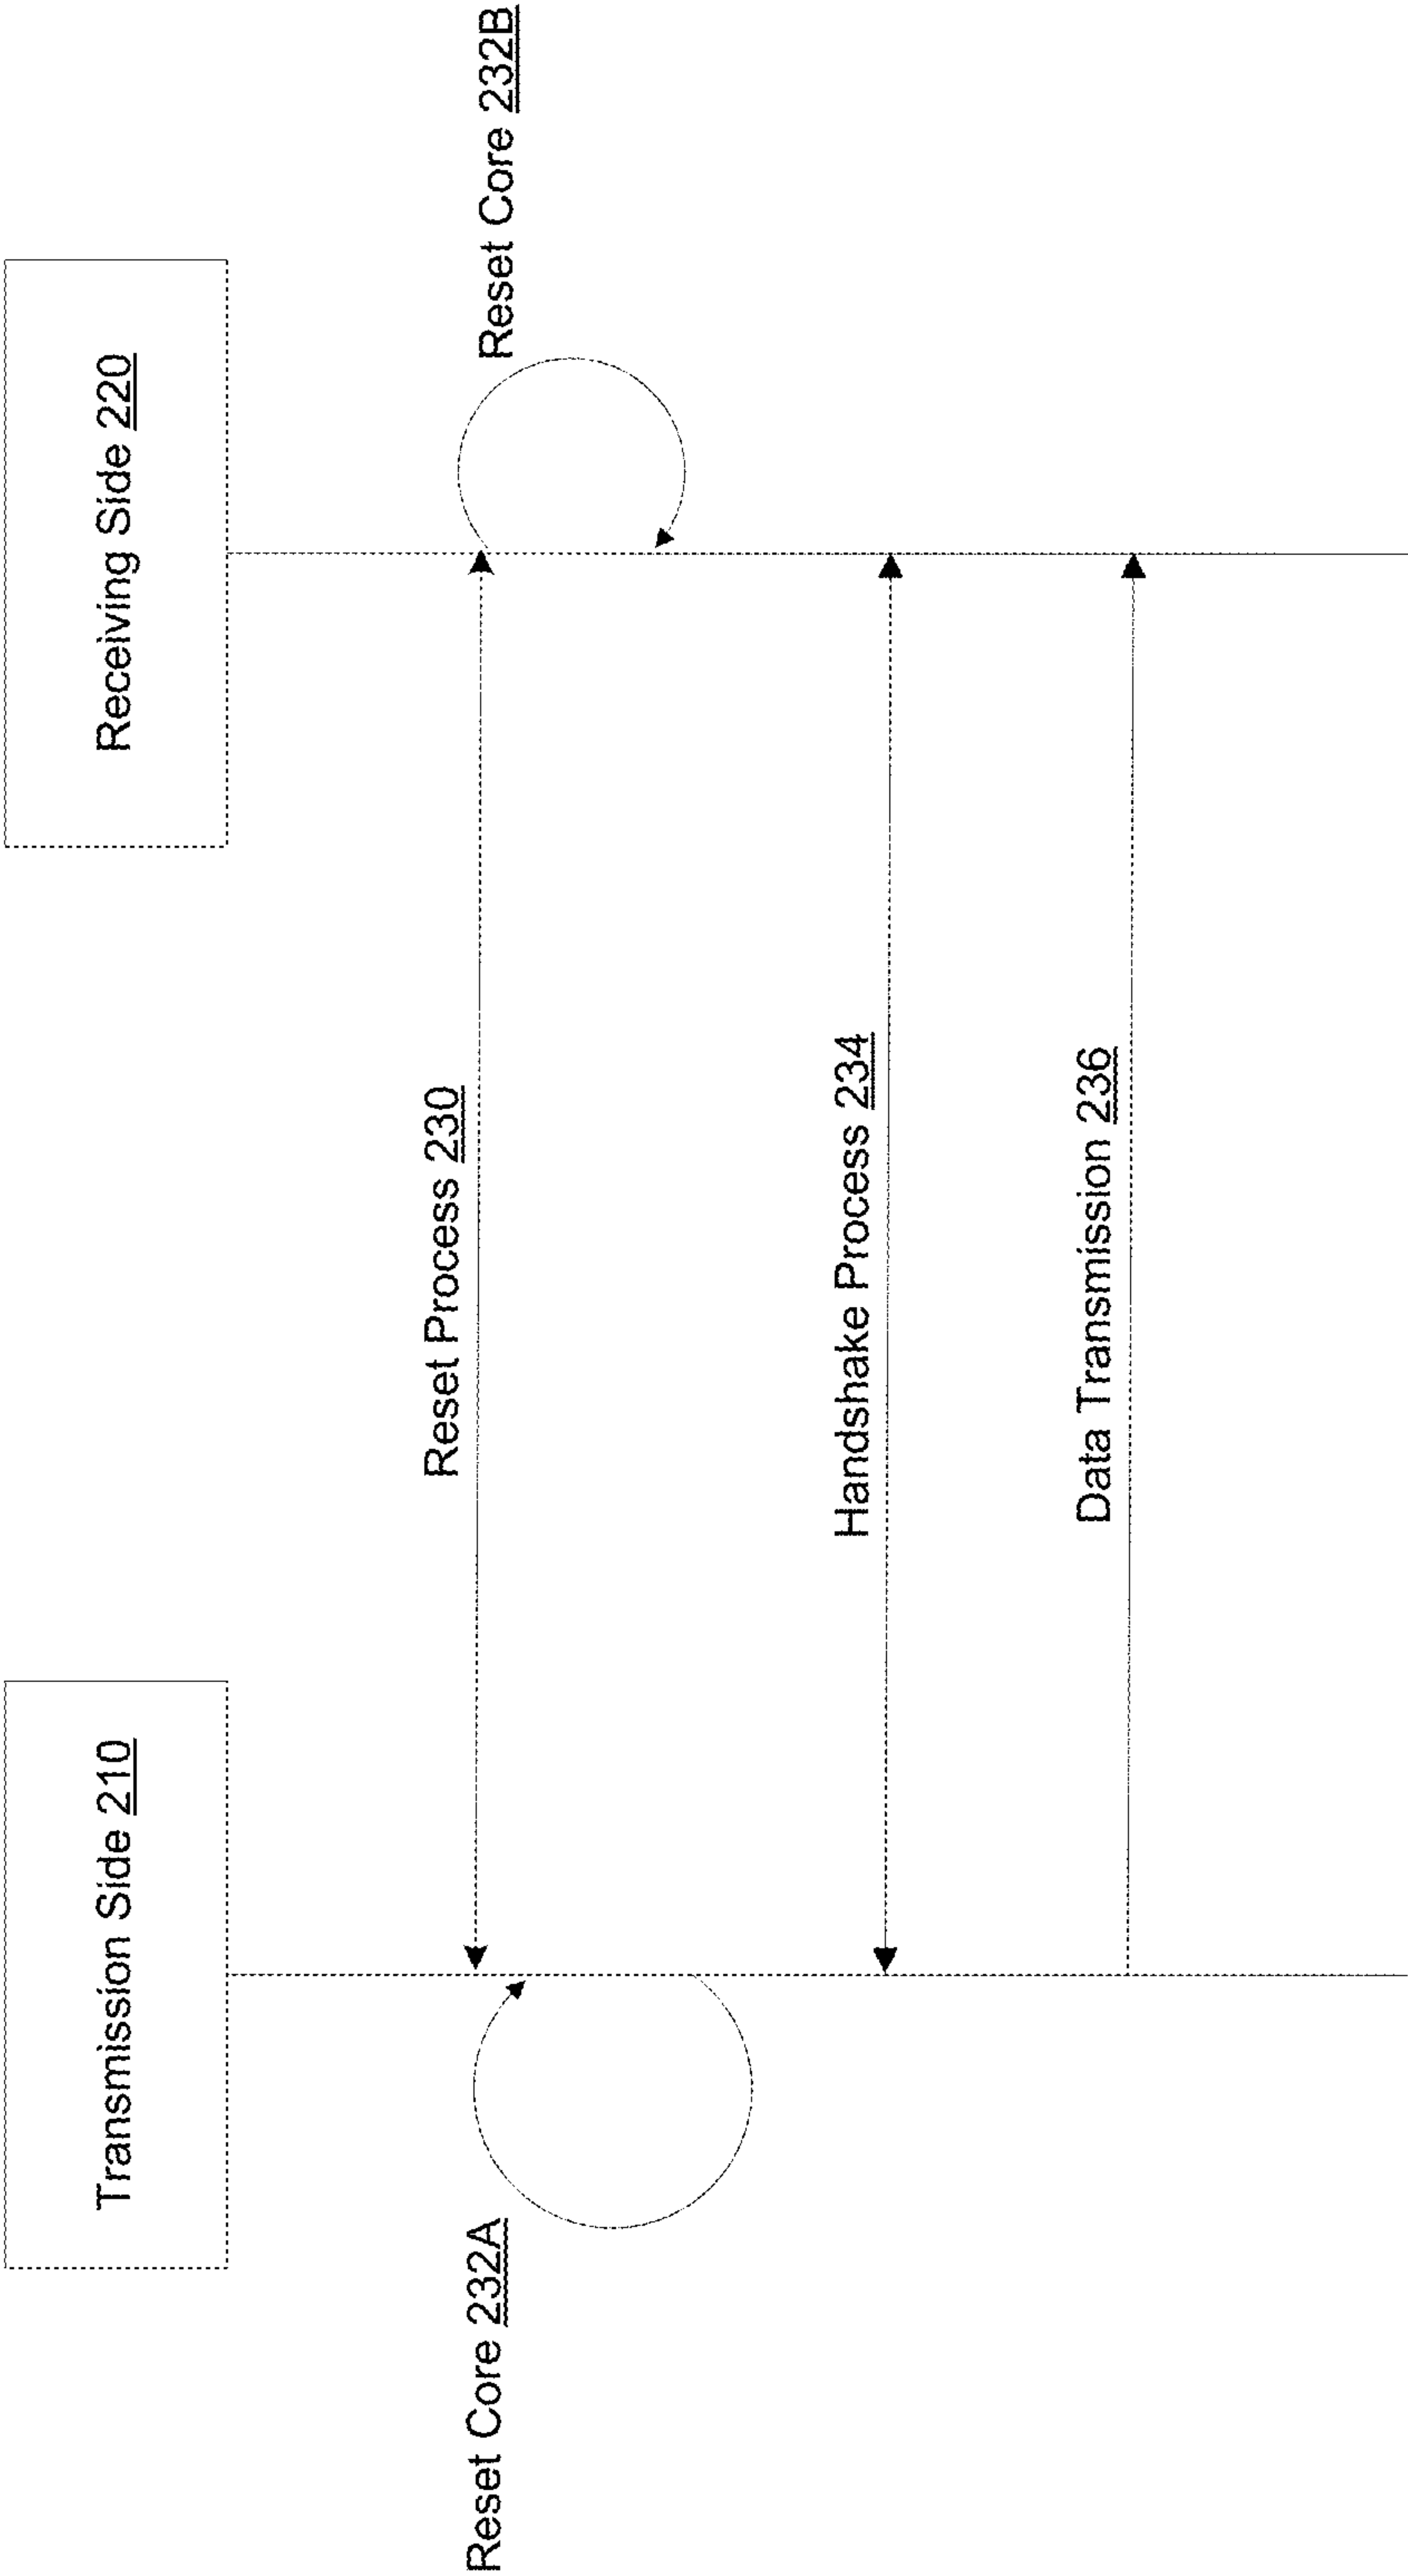 Transmission Side 210
Receiving Side 220
Reset Process 230
Reset Core 232A
Reset Core 232B
Handshake Process 234
Data Transmission 236